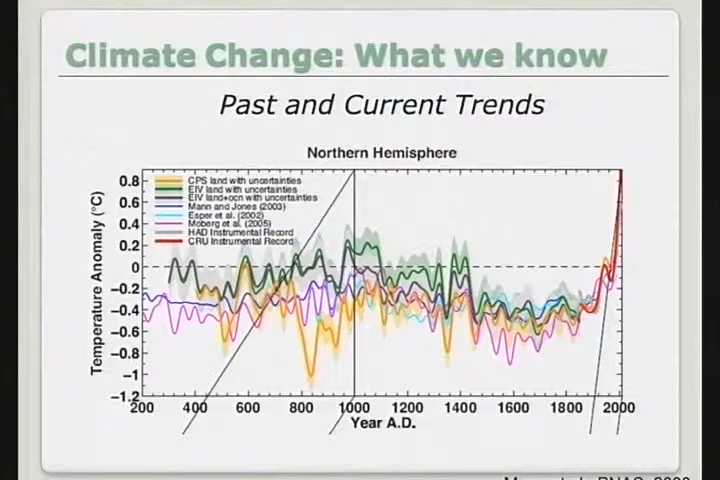 Climate Change: What we know
Past and Current Trends
Northern Hemisphere
CPS land with uncertainties
EIV land with uncertainties
EIV land+ocn with uncertainties
Mann and Jones (2003)
Esper et al. (2002)
Moberg et al. (2005)
HAD Instrumental Record
CRU Instrumental Record
Temperature Anomaly (°C)
0.8
0.6
0.4
0.2
0
−0.2
−0.4
−0.6
−0.8
−1
−1.2
200 400 600 800 1000 1200 1400 1600 1800 2000
Year A.D.